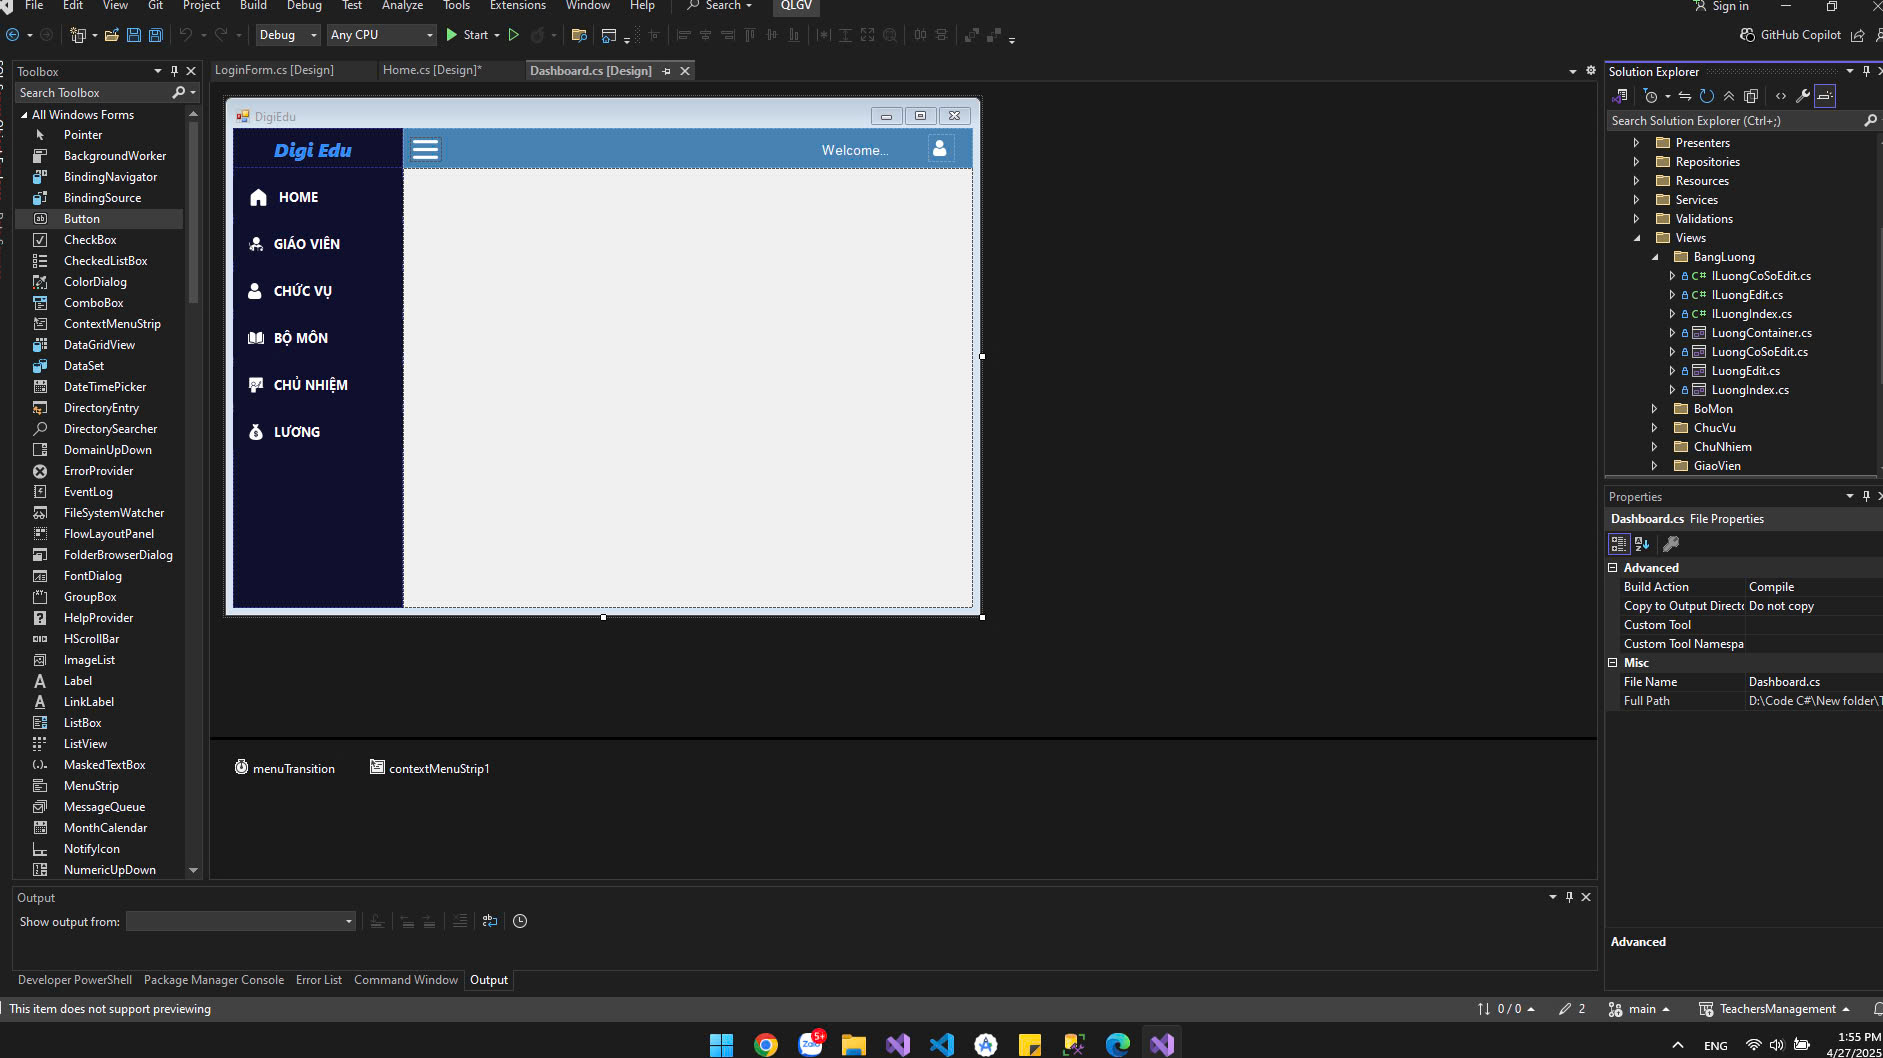 File Edit View Git Project Build Debug Test Analyze Tools Extensions Window Help Search QLGV Sign in
Debug Any CPU Start GitHub Copilot
Toolbox
Search Toolbox
All Windows Forms
Pointer
BackgroundWorker
BindingNavigator
BindingSource
Button
CheckBox
CheckedListBox
ColorDialog
ComboBox
ContextMenuStrip
DataGridView
DataSet
DateTimePicker
DirectoryEntry
DirectorySearcher
DomainUpDown
ErrorProvider
EventLog
FileSystemWatcher
FlowLayoutPanel
FolderBrowserDialog
FontDialog
GroupBox
HelpProvider
HScrollBar
ImageList
Label
LinkLabel
ListBox
ListView
MaskedTextBox
MenuStrip
MessageQueue
MonthCalendar
NotifyIcon
NumericUpDown
LoginForm.cs [Design] Home.cs [Design]* Dashboard.cs [Design]
DigiEdu
Digi Edu
Welcome...
HOME
GIÁO VIÊN
CHỨC VỤ
BỘ MÔN
CHỦ NHIỆM
LƯƠNG
menuTransition contextMenuStrip1
Solution Explorer
Search Solution Explorer (Ctrl+;)
Presenters
Repositories
Resources
Services
Validations
Views
BangLuong
C# ILuongCoSoEdit.cs
C# ILuongEdit.cs
C# ILuongIndex.cs
LuongContainer.cs
LuongCoSoEdit.cs
LuongEdit.cs
LuongIndex.cs
BoMon
ChucVu
ChuNhiem
GiaoVien
Properties
Dashboard.cs File Properties
Advanced
Build Action Compile
Copy to Output Directo Do not copy
Custom Tool
Custom Tool Namespa
Misc
File Name Dashboard.cs
Full Path D:\Code C#\New folder\T
Advanced
Output
Show output from:
Developer PowerShell Package Manager Console Error List Command Window Output
This item does not support previewing 0 / 0 2 main TeachersManagement
5+
Zalo
ENG
1:55 PM
4/27/2025